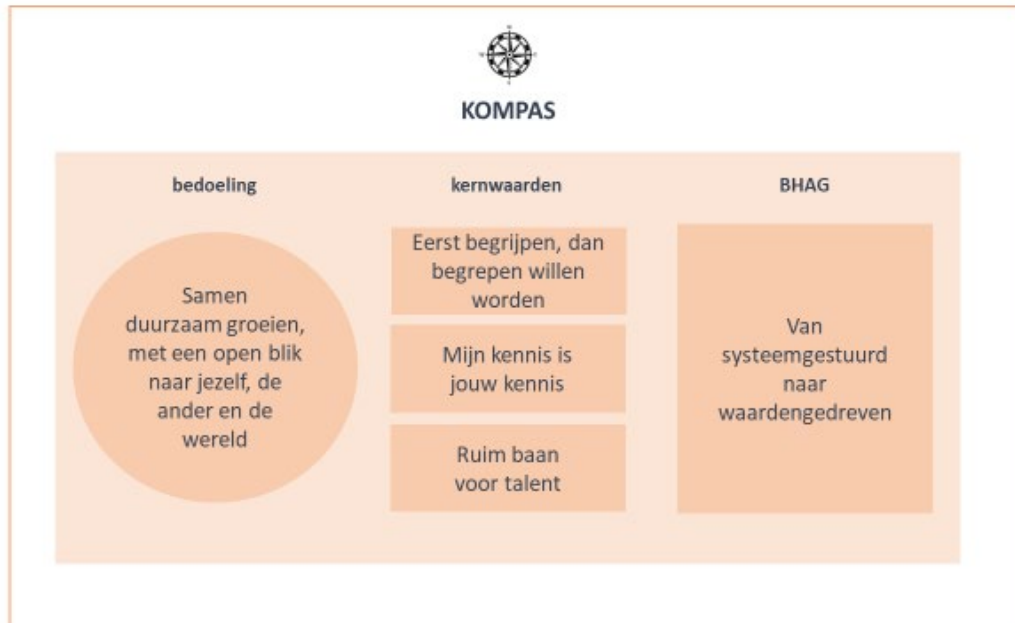 KOMPAS
bedoeling
Samen
duurzaam groeien,
met een open blik
naar jezelf, de
ander en de
wereld
kernwaarden
Eerst begrijpen, dan
begrepen willen
worden
Mijn kennis is
jouw kennis
Ruim baan
voor talent
BHAG
Van
systeemgestuurd
naar
waardengedreven